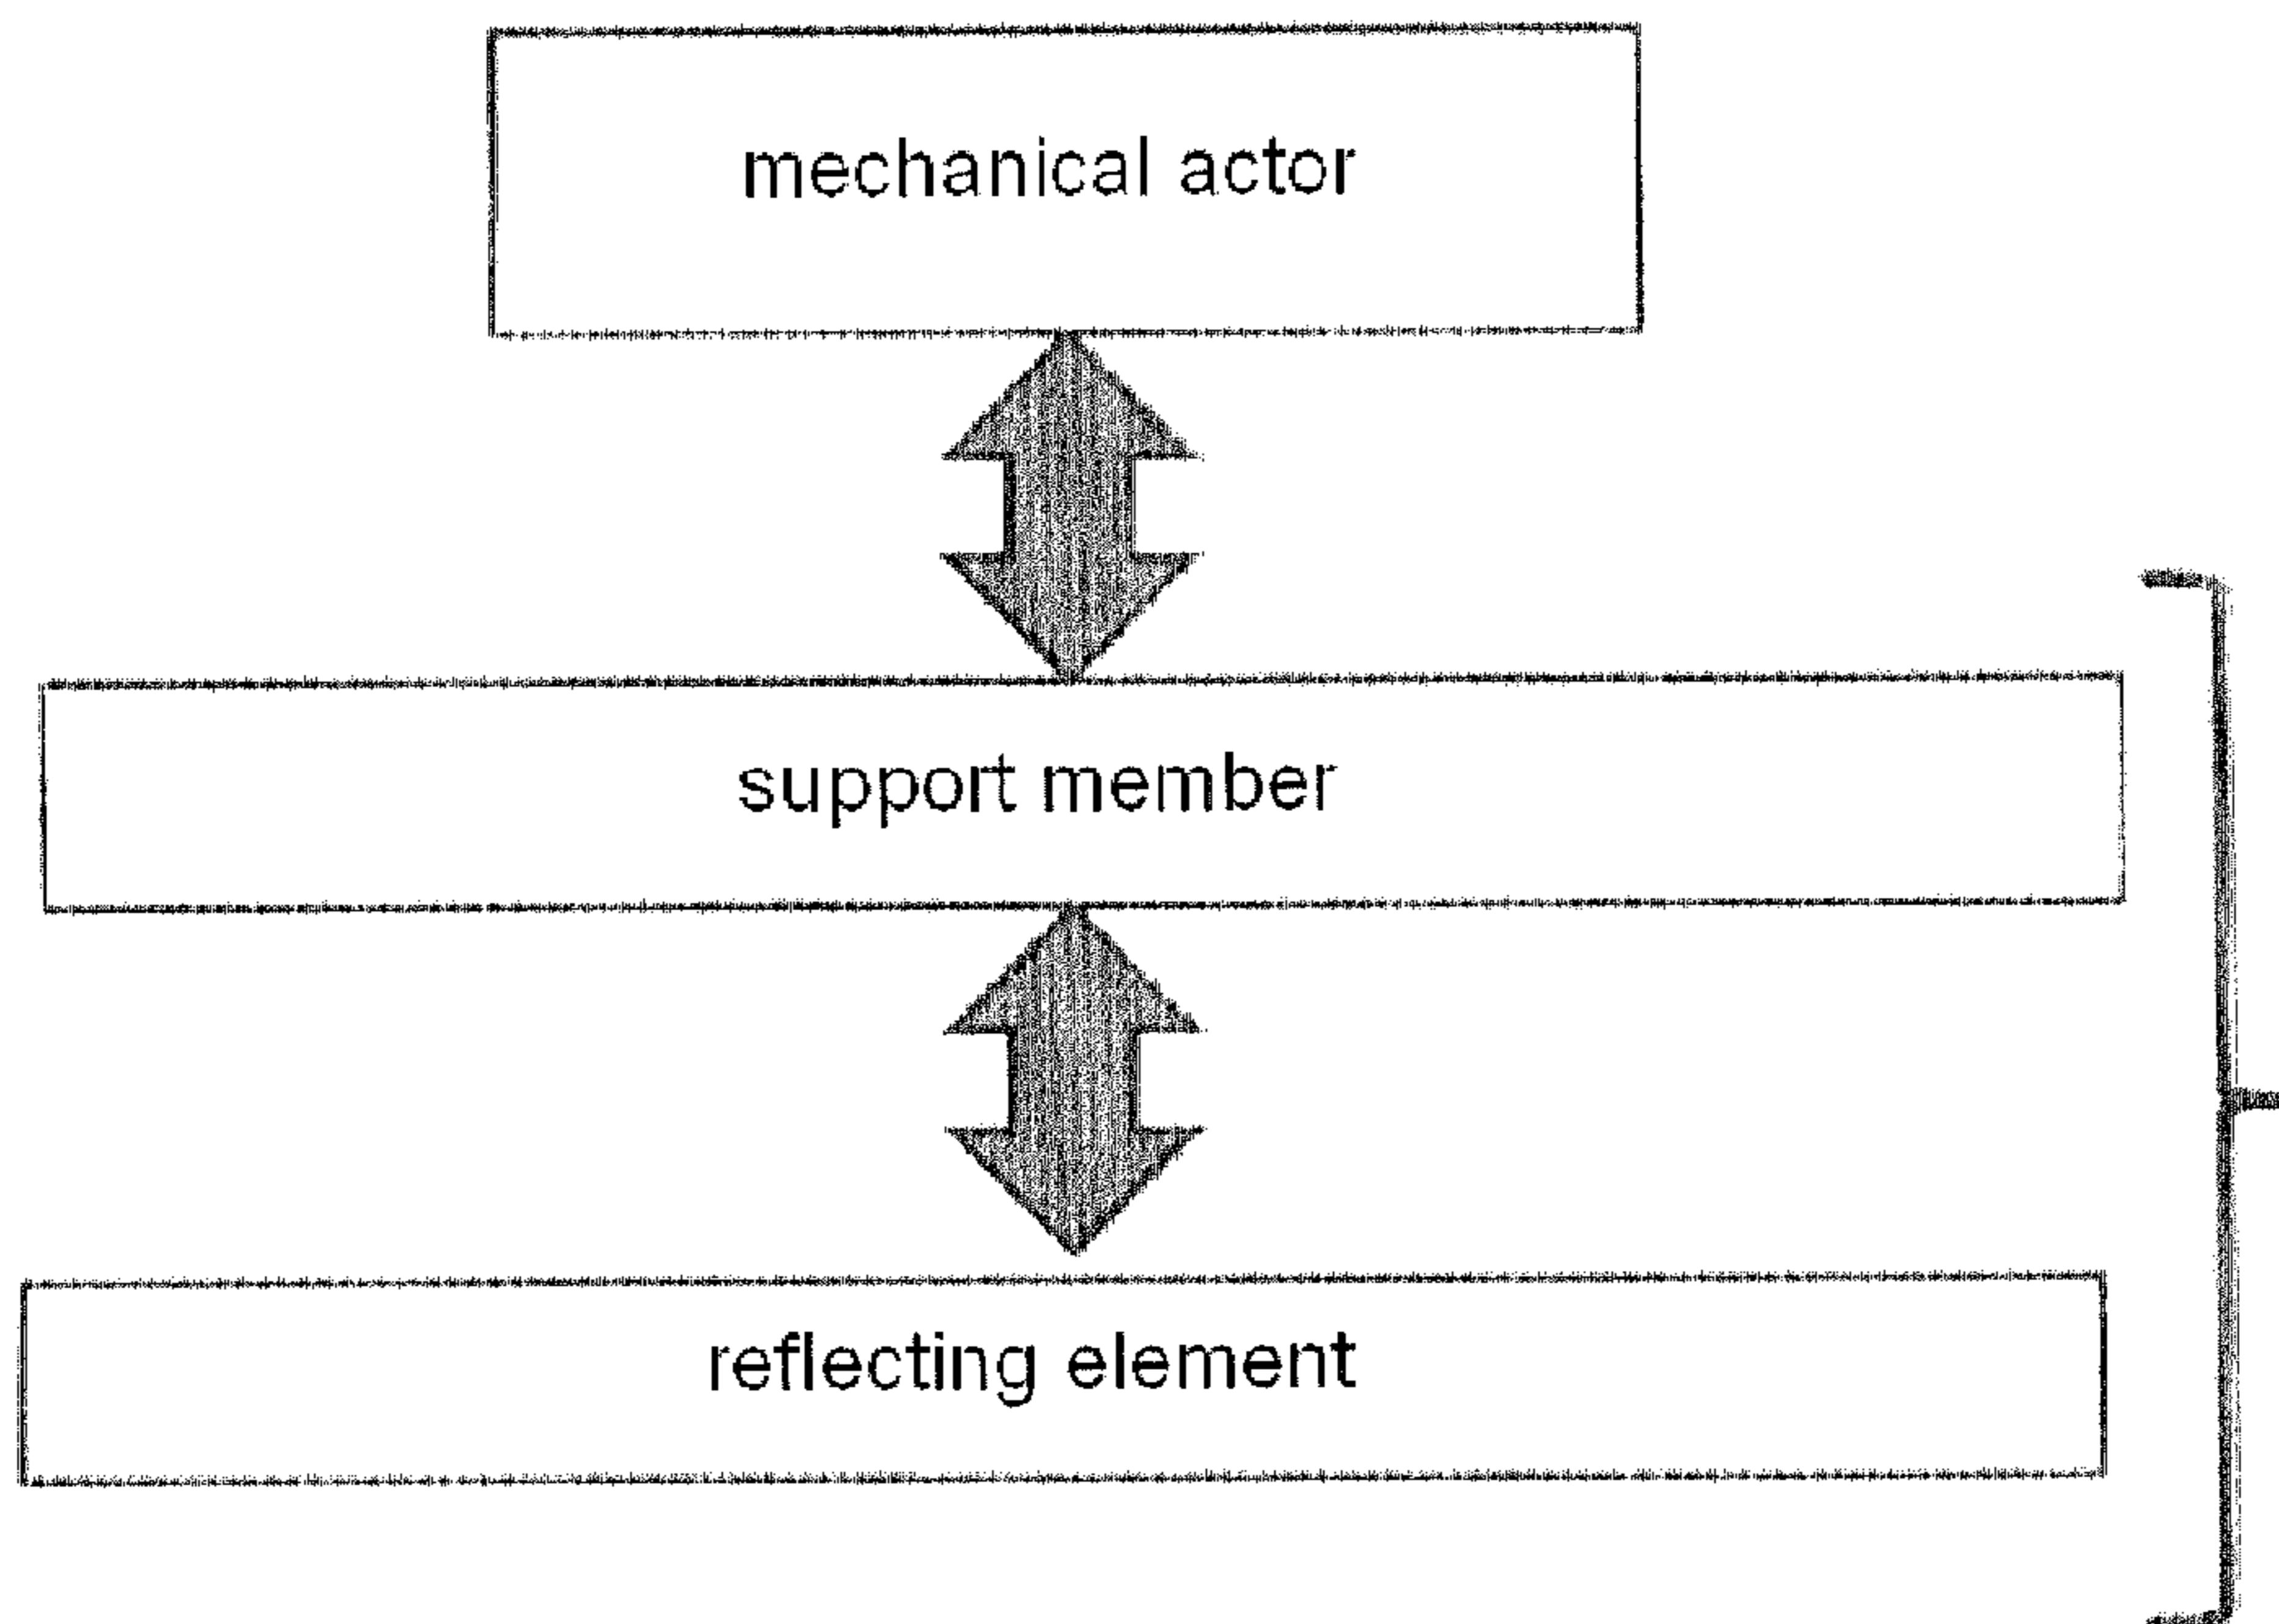 mechanical actor
support member
reflecting element